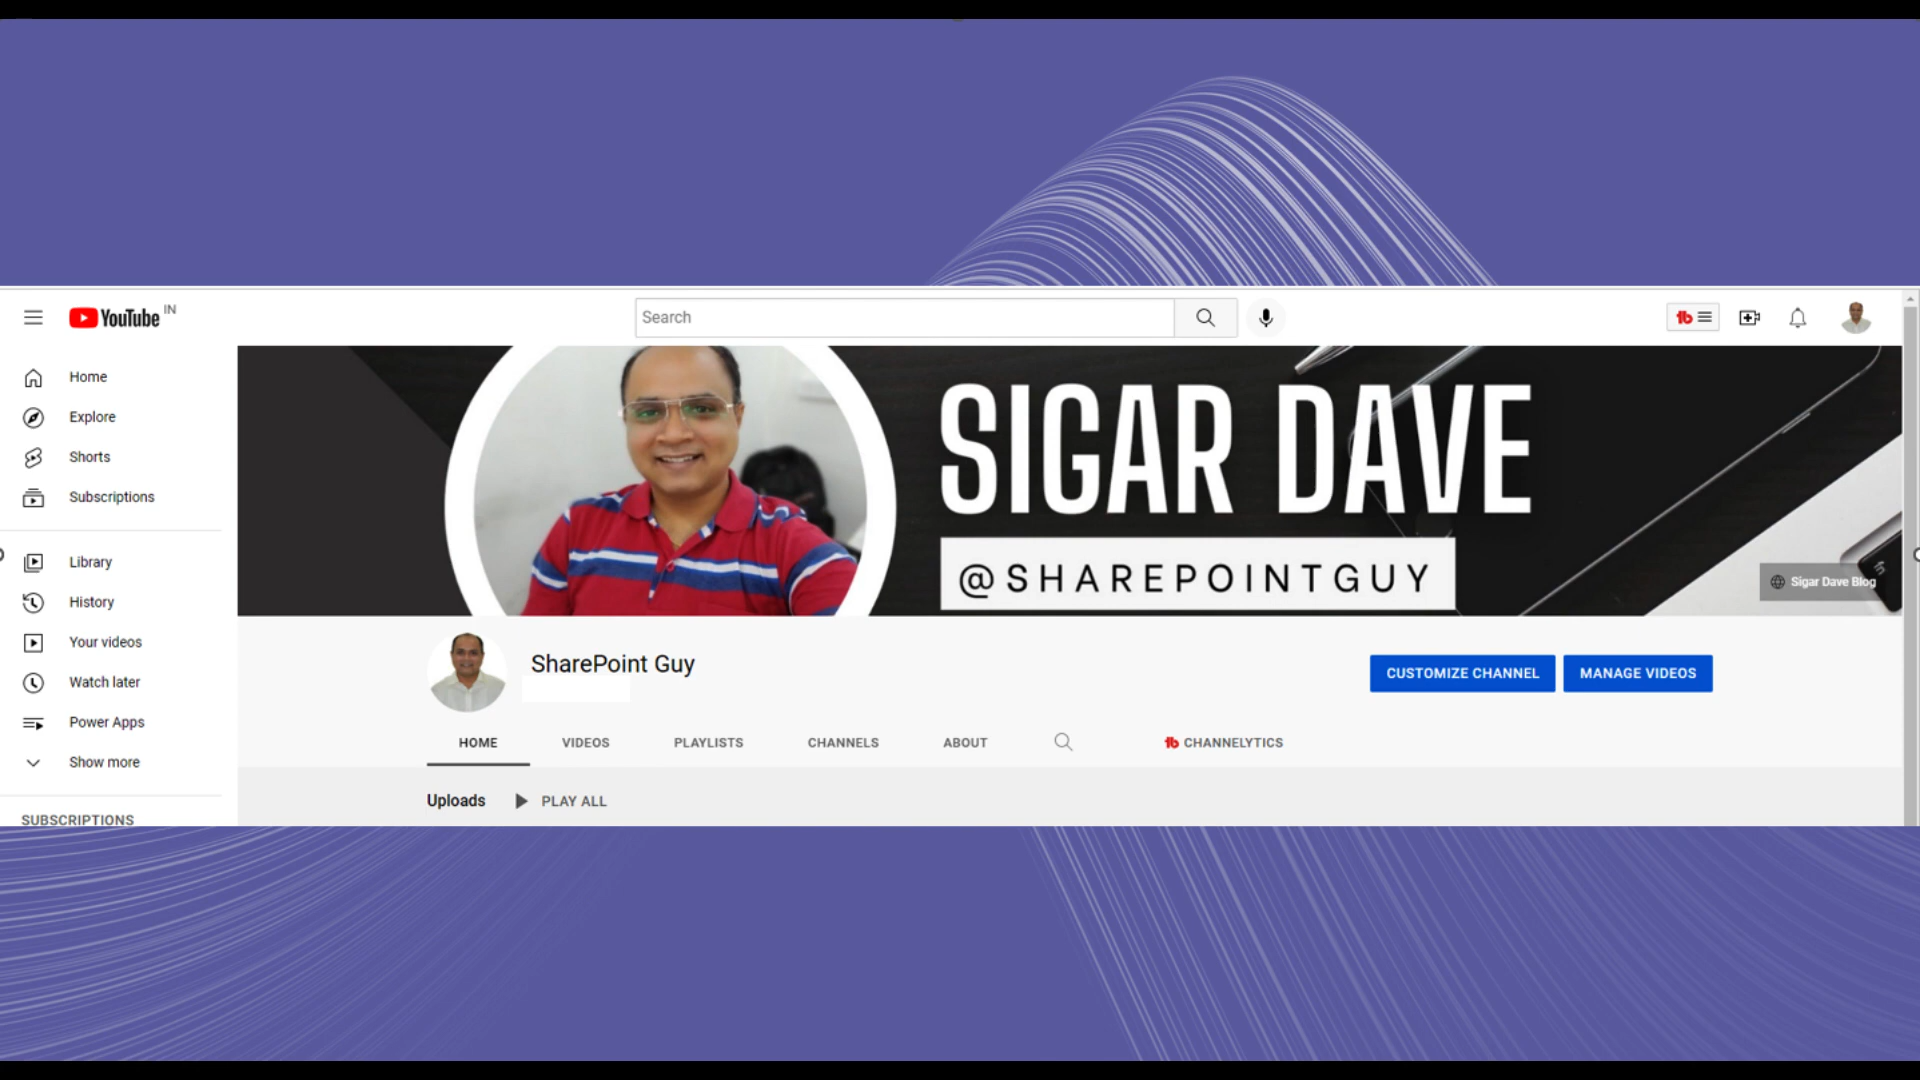 YouTube IN
Search
Home
Explore
Shorts
Subscriptions
Library
History
Your videos
Watch later
Power Apps
Show more
SUBSCRIPTIONS
SIGAR DAVE
@SHAREPOINTGUY
Sigar Dave Blog
SharePoint Guy
CUSTOMIZE CHANNEL
MANAGE VIDEOS
HOME VIDEOS PLAYLISTS CHANNELS ABOUT CHANNELYTICS
Uploads PLAY ALL